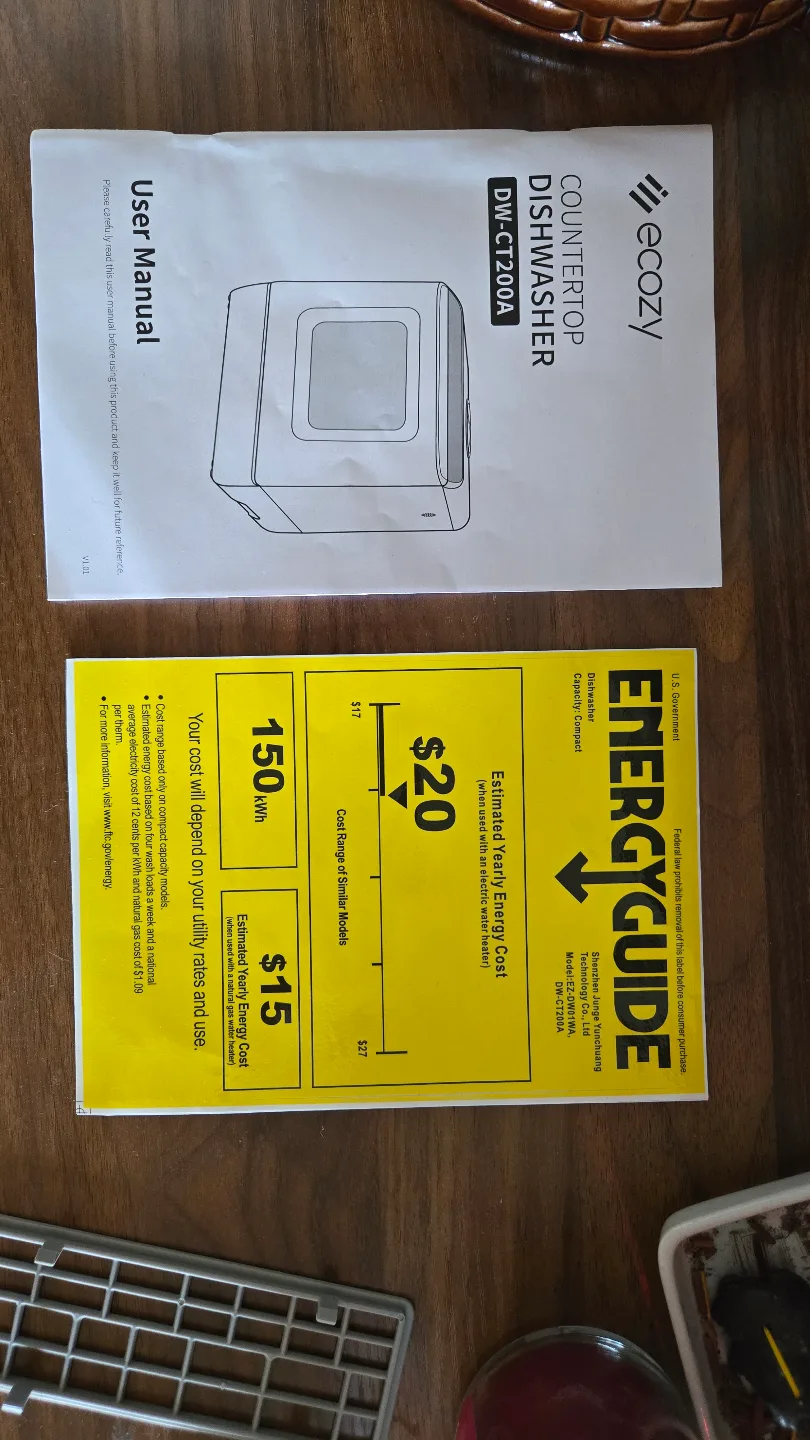 ecozy
COUNTERTOP
DISHWASHER
DW-CT200A
User Manual
Please carefully read this user manual before using this product and keep it well for future reference.
V1.01
U.S. Government
Federal law prohibits removal of this label before consumer purchase.
ENERGYGUIDE
Dishwasher
Capacity: Compact
Shenzhen Junge Yunchuang
Technology Co., Ltd
Model:EZ-DW01WA,
DW-CT200A
Estimated Yearly Energy Cost
(when used with an electric water heater)
$20
$17
$27
Cost Range of Similar Models
150 kWh
$15
Estimated Yearly Energy Cost
(when used with a natural gas water heater)
Your cost will depend on your utility rates and use.
• Cost range based only on compact capacity models.
• Estimated energy cost based on four wash loads a week and a national
average electricity cost of 12 cents per kWh and natural gas cost of $1.09
per therm.
• For more information, visit www.ftc.gov/energy.